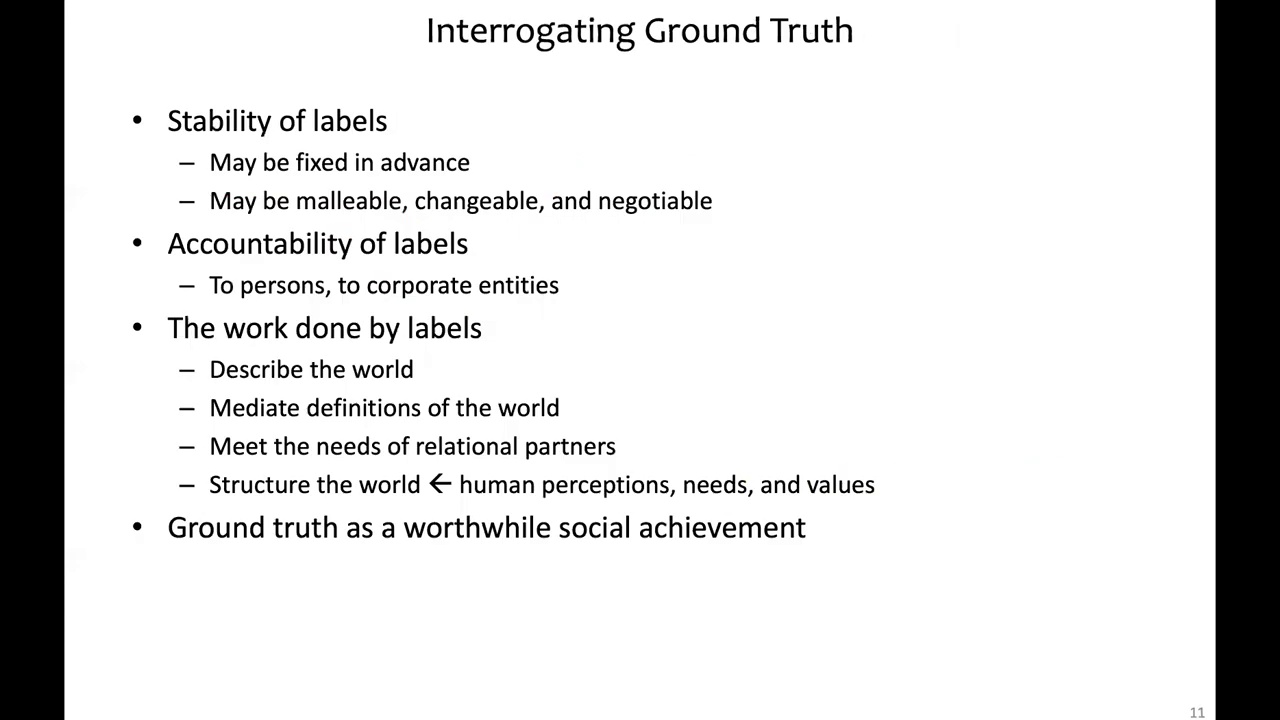 Interrogating Ground Truth
• Stability of labels
– May be fixed in advance
– May be malleable, changeable, and negotiable
• Accountability of labels
– To persons, to corporate entities
• The work done by labels
– Describe the world
– Mediate definitions of the world
– Meet the needs of relational partners
– Structure the world ← human perceptions, needs, and values
• Ground truth as a worthwhile social achievement
11